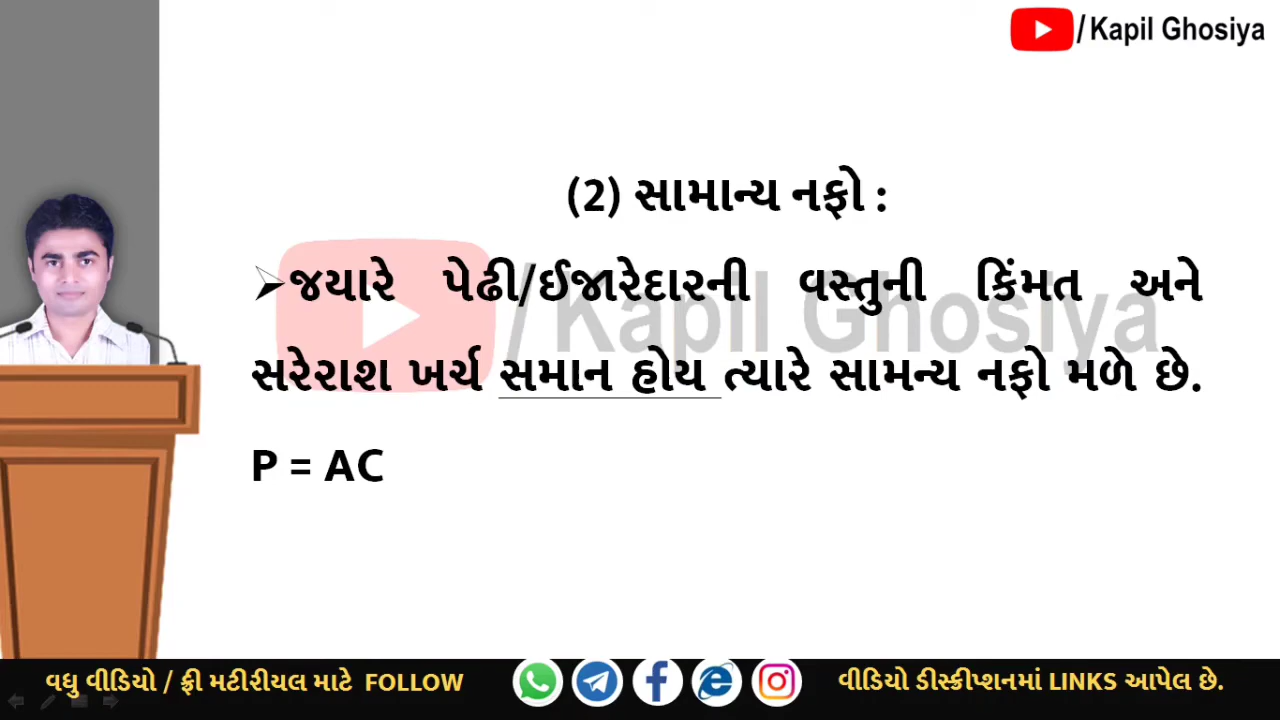 /Kapil Ghosiya
(2) સામાન્ય નફો :
➢જયારે પેઢી/ઈજારેદારની વસ્તુની કિંમત અને
સરેરાશ ખર્ચ સમાન હોય ત્યારે સામન્ય નફો મળે છે.
P = AC
/Kapil Ghosiya
વધુ વીડિયો / ફ્રી મટીરીયલ માટે FOLLOW
વીડિયો ડીસ્ક્રીપ્શનમાં LINKS આપેલ છે.